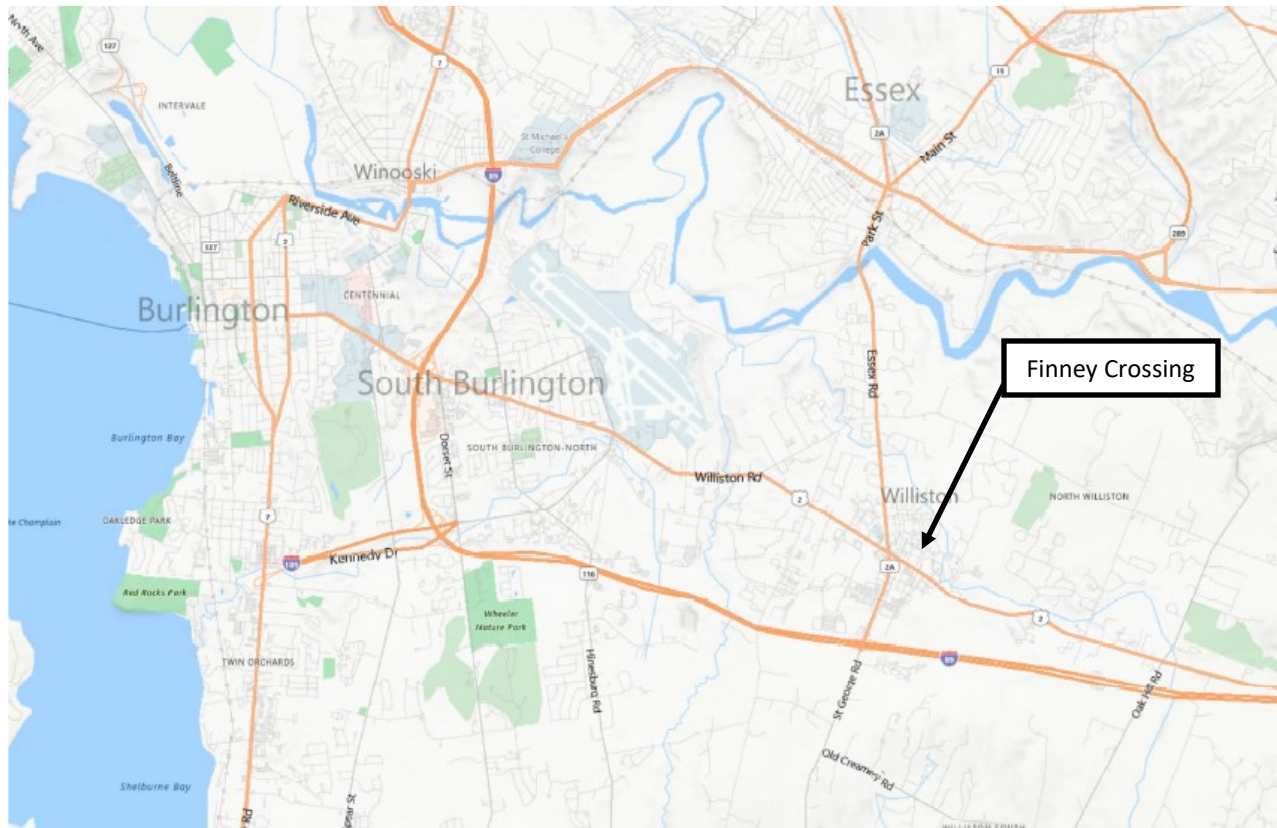 North Ave
127
7
INTERVALE
Essex
15
St Michael's
College
2A
Main St
Winooski
89
Beltline
Riverside Ave
127
2
Park St
289
CENTENNIAL
Burlington
South Burlington
Essex Rd
Finney Crossing
Burlington Bay
Dorset St
SOUTH BURLINGTON-NORTH
Williston Rd
2
Williston
NORTH WILLISTON
OAKLEDGE PARK
7
189
Kennedy Dr
116
2A
Red Rocks Park
Wheeler
Nature Park
2
TWIN ORCHARDS
Hinesburg Rd
89
St George Rd
Oak Hill Rd
Old Creamery Rd
Shelburne Bay
Rd
WILLISTON SOUTH